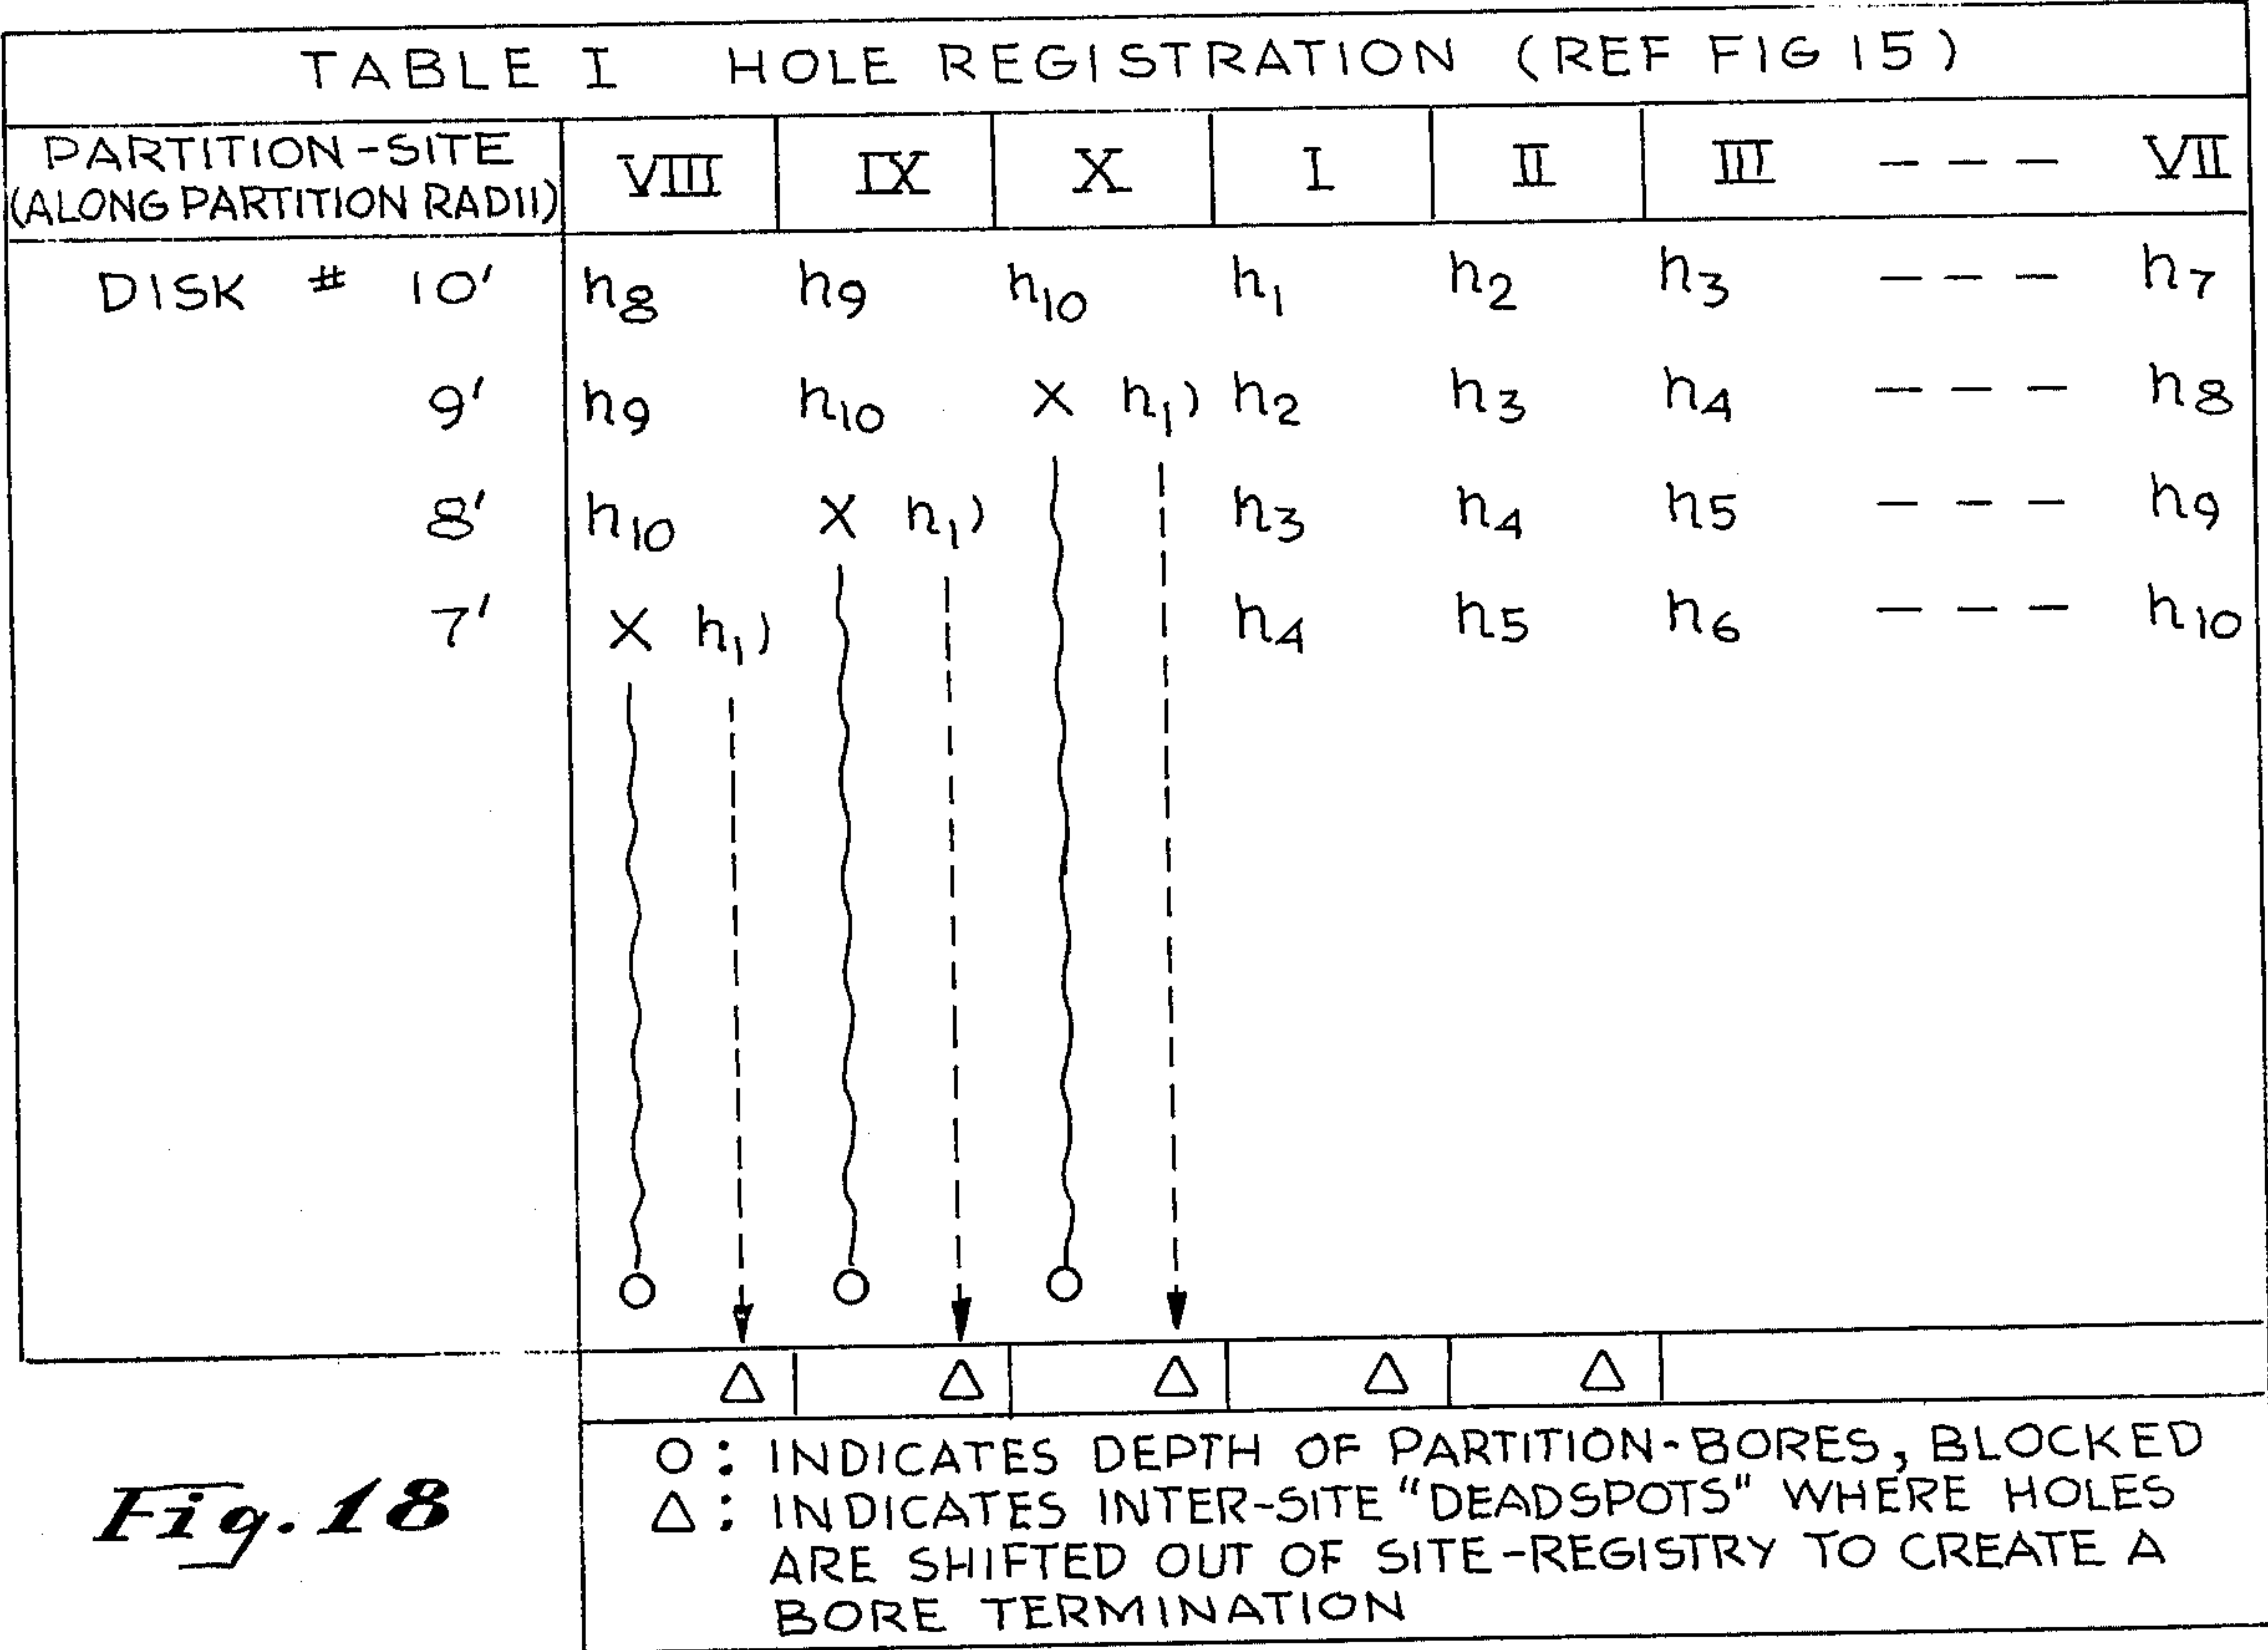 TABLE I HOLE REGISTRATION (REF FIG 15)
PARTITION-SITE
(ALONG PARTITION RADII)
VIII IX X I II III --- VII
DISK # 10' h8 h9 h10 h1 h2 h3 --- h7
9' h9 h10 X h1) h2 h3 h4 --- h8
8' h10 X h1) h3 h4 h5 --- h9
7' X h1) h4 h5 h6 --- h10
O: INDICATES DEPTH OF PARTITION-BORES, BLOCKED
△: INDICATES INTER-SITE "DEADSPOTS" WHERE HOLES
ARE SHIFTED OUT OF SITE-REGISTRY TO CREATE A
BORE TERMINATION
Fig. 18